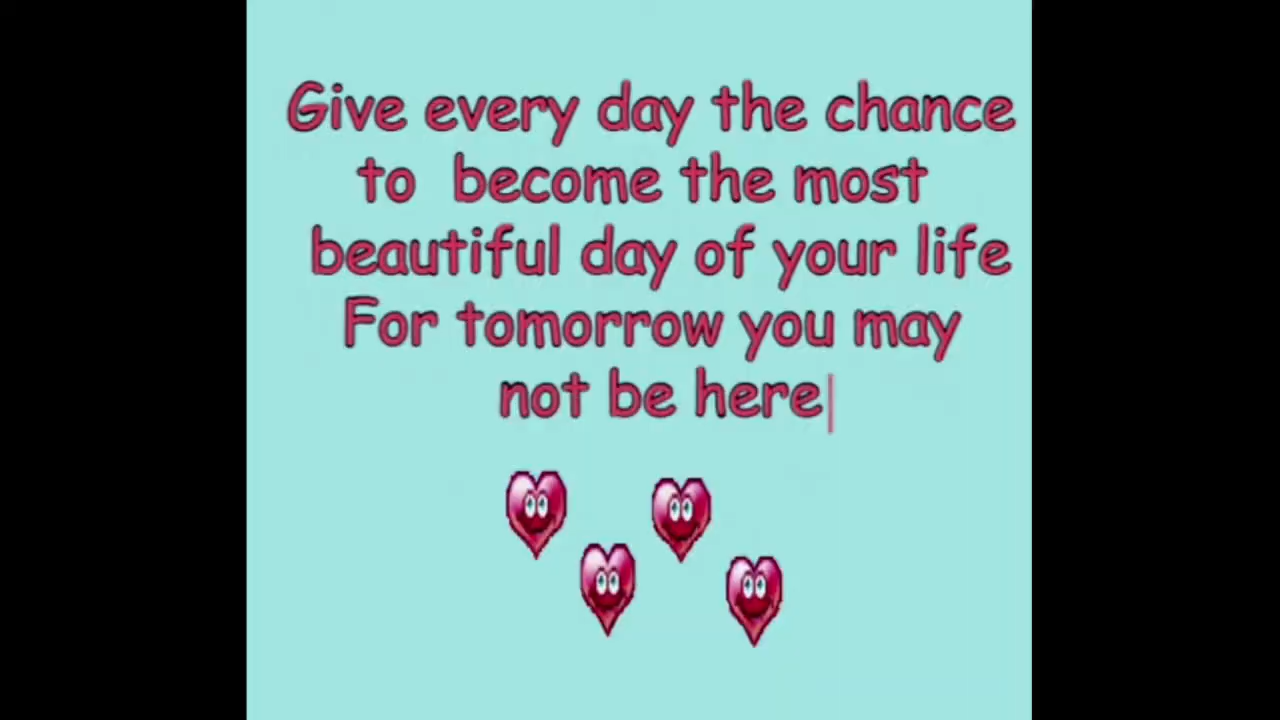 Give every day the chance
to become the most
beautiful day of your life
For tomorrow you may
not be here